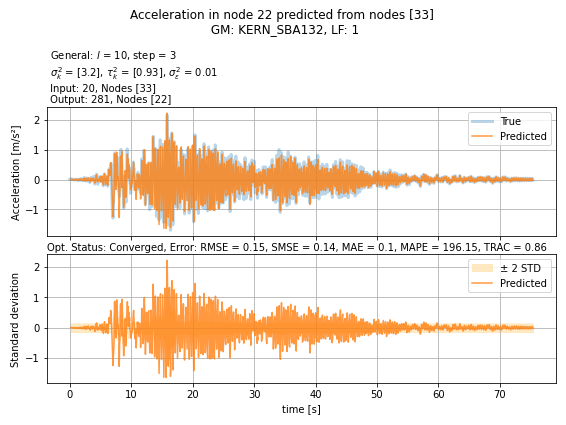 Acceleration in node 22 predicted from nodes [33]
GM: KERN_SBA132, LF: 1
General: l = 10, step = 3
σ²ₖ = [3.2], τ²ₖ = [0.93], σ²ε = 0.01
Input: 20, Nodes [33]
Output: 281, Nodes [22]
2
1
0
−1
Acceleration [m/s²]
True
Predicted
Opt. Status: Converged, Error: RMSE = 0.15, SMSE = 0.14, MAE = 0.1, MAPE = 196.15, TRAC = 0.86
2
1
0
−1
Standard deviation
± 2 STD
Predicted
0 10 20 30 40 50 60 70
time [s]